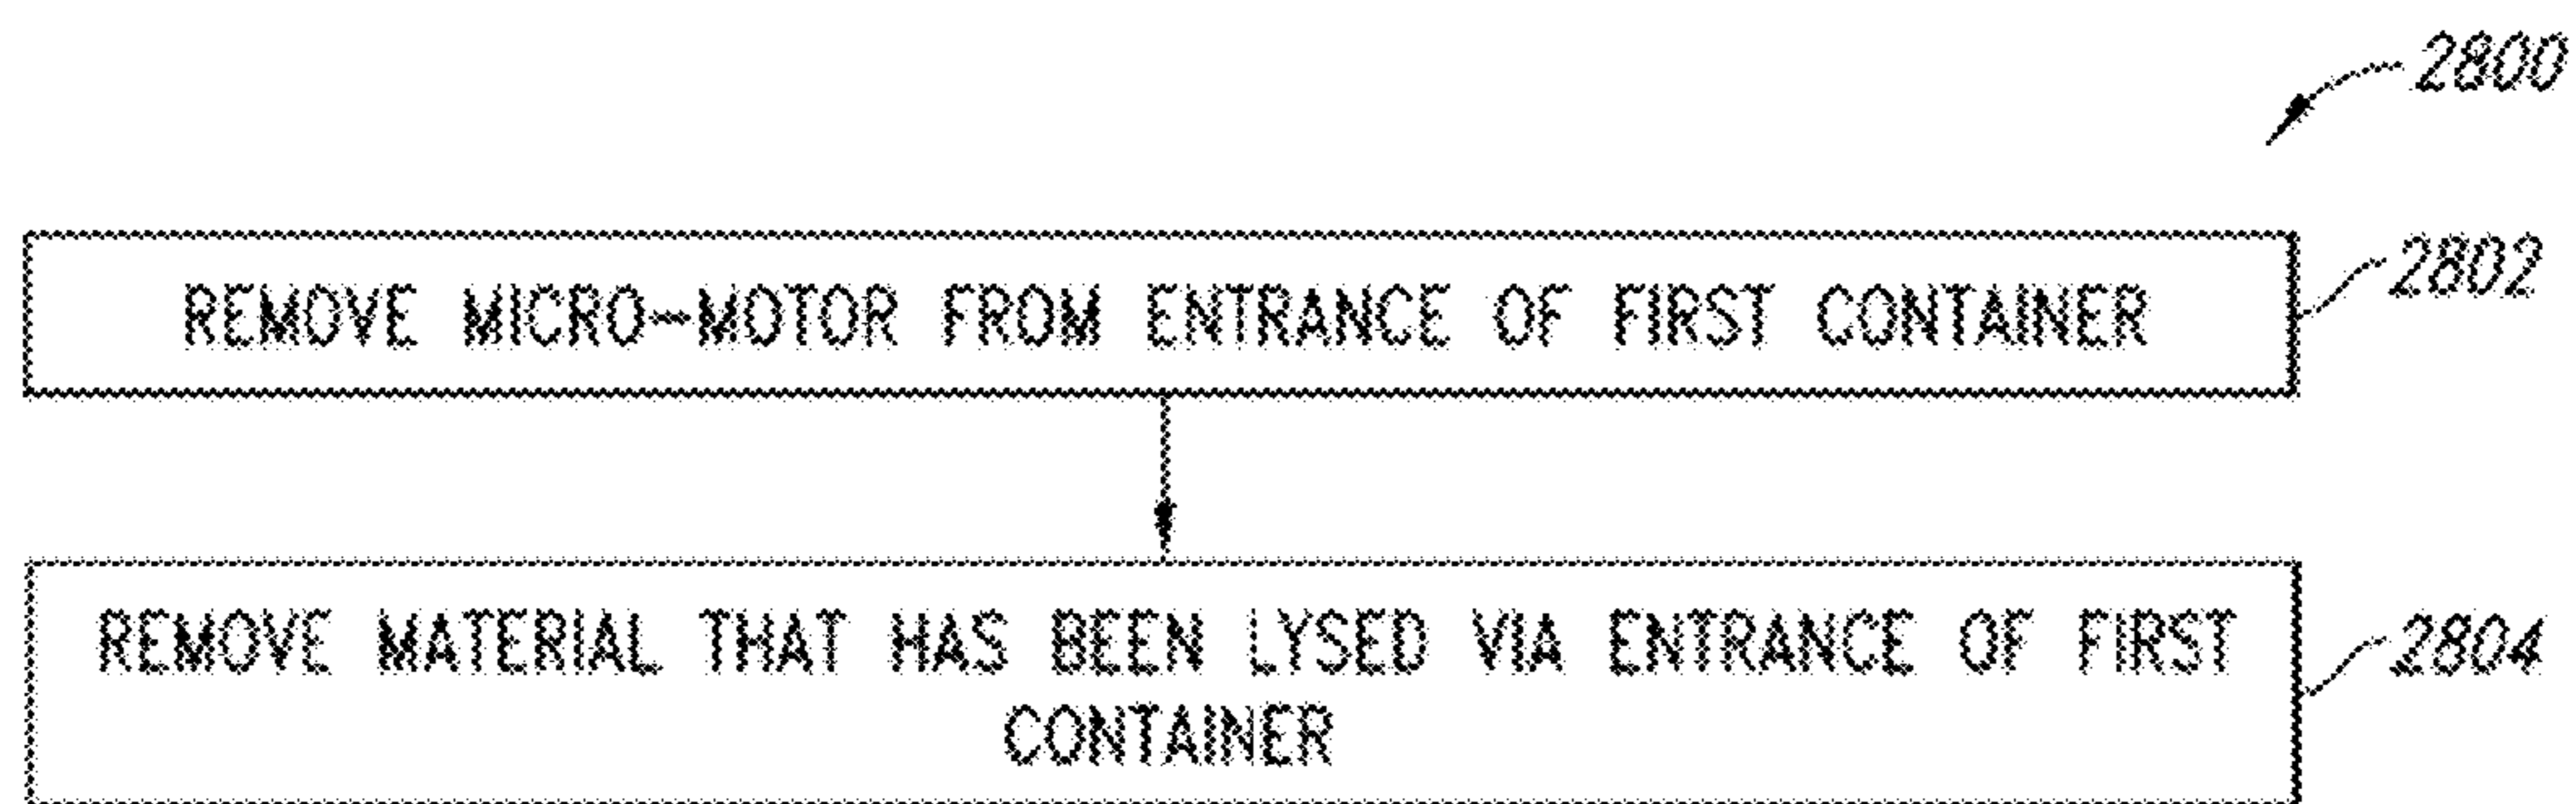 2800
REMOVE MICRO-MOTOR FROM ENTRANCE OF FIRST CONTAINER
2802
REMOVE MATERIAL THAT HAS BEEN LYSED VIA ENTRANCE OF FIRST
CONTAINER
2804